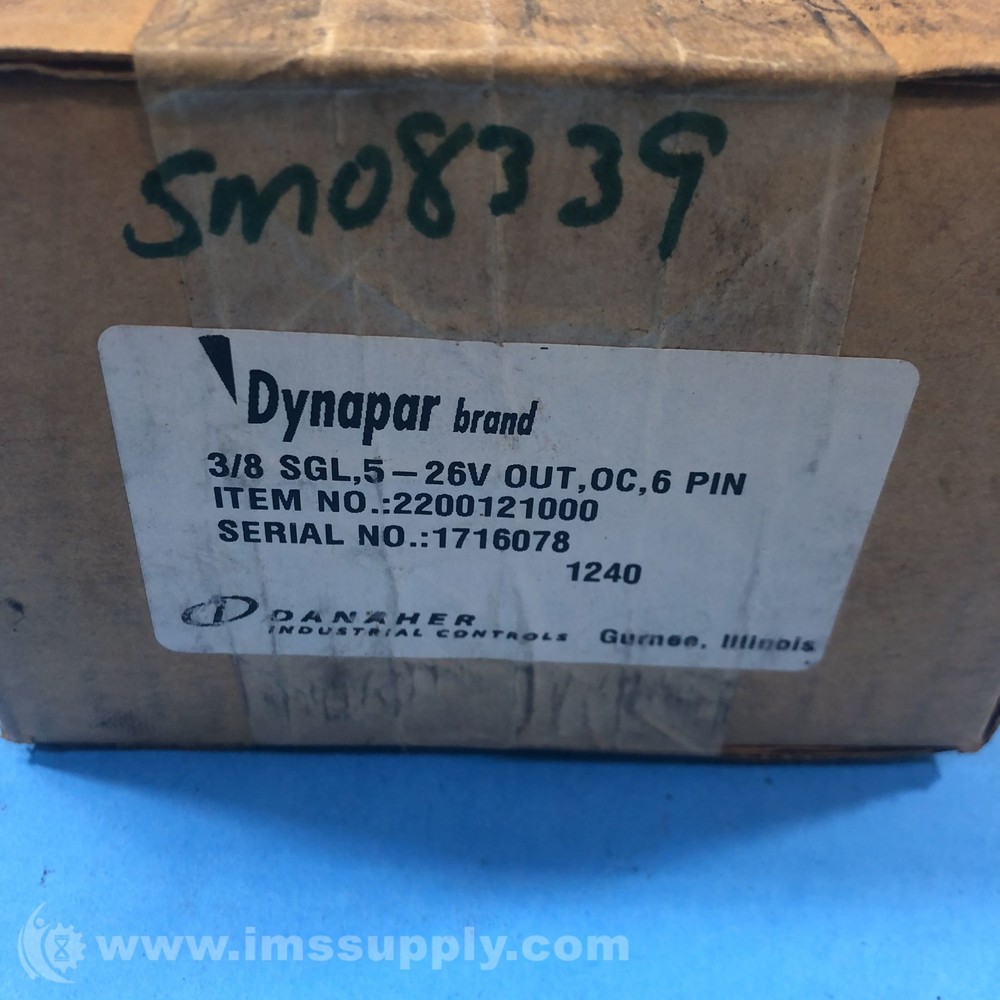 SM08339
Dynapar brand
3/8 SGL,5-26V OUT,OC,6 PIN
ITEM NO.:2200121000
SERIAL NO.:1716078
1240
DANAHER
INDUSTRIAL CONTROLS Gurnee, Illinois
www.imssupply.com